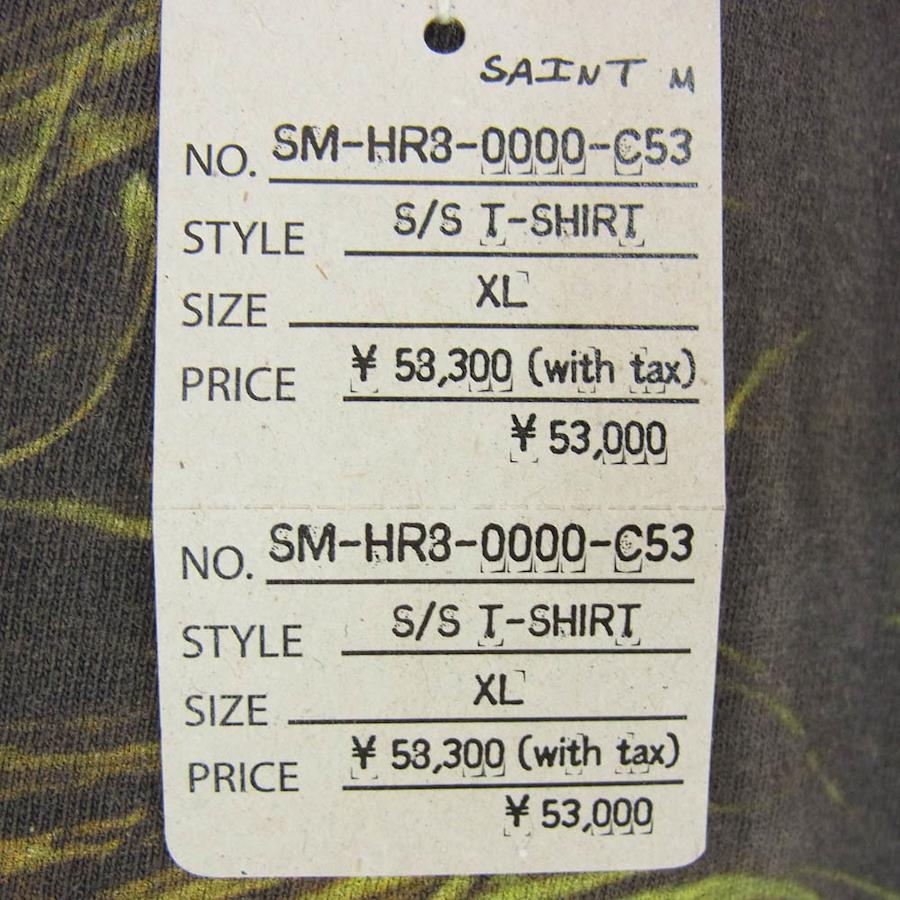 SAINT M
NO. SM-HR3-0000-C53
STYLE S/S T-SHIRT
SIZE XL
PRICE ¥ 58,300 (with tax)
¥ 53,000
NO. SM-HR3-0000-C53
STYLE S/S T-SHIRT
SIZE XL
PRICE ¥ 58,300 (with tax)
¥ 53,000